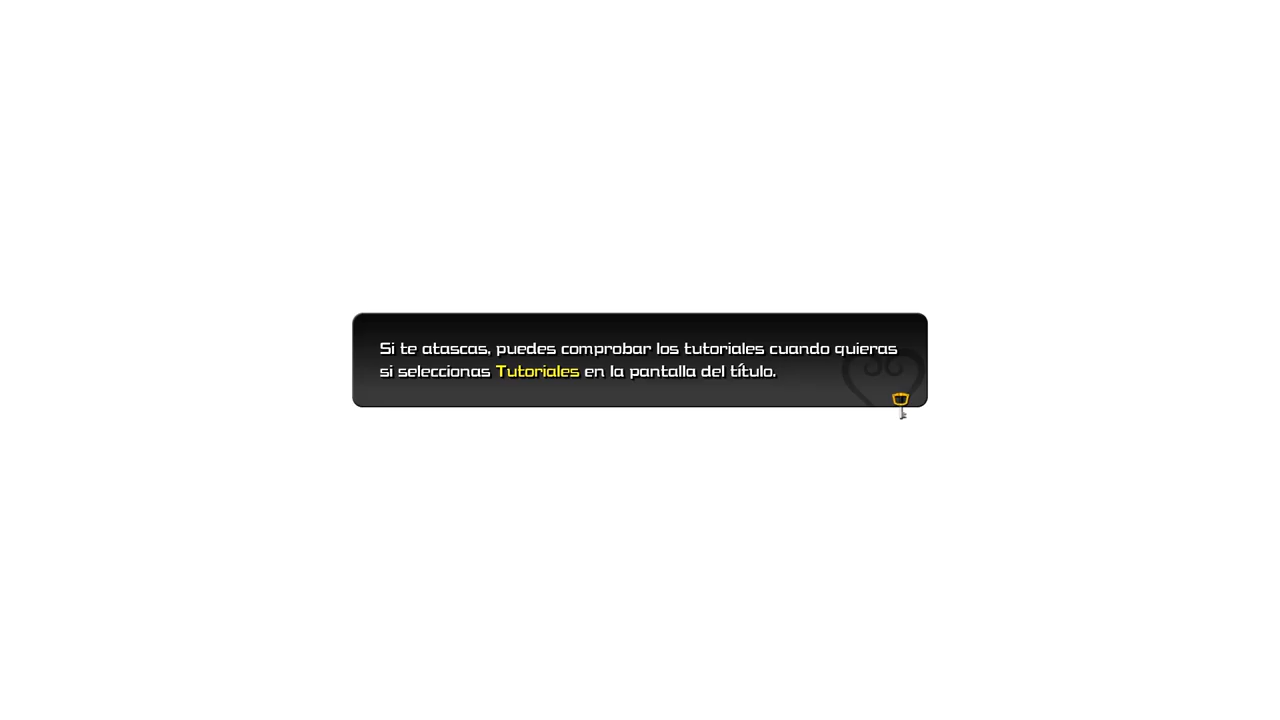 Si te atascas, puedes comprobar los tutoriales cuando quieras
si seleccionas Tutoriales en la pantalla del título.